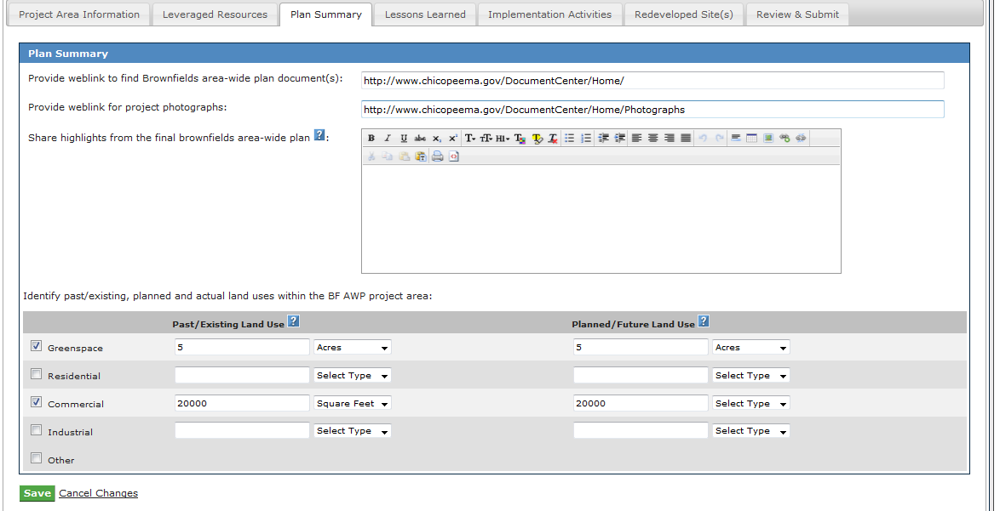 Project Area Information Leveraged Resources Plan Summary Lessons Learned Implementation Activities Redeveloped Site(s) Review & Submit
Plan Summary
Provide weblink to find Brownfields area-wide plan document(s): http://www.chicopeema.gov/DocumentCenter/Home/
Provide weblink for project photographs: http://www.chicopeema.gov/DocumentCenter/Home/Photographs
Share highlights from the final brownfields area-wide plan ? :
B I U abc x, x' T T H1 T T T
Identify past/existing, planned and actual land uses within the BF AWP project area:
Past/Existing Land Use ? Planned/Future Land Use ?
Greenspace 5 Acres 5 Acres
Residential Select Type Select Type
Commercial 20000 Square Feet 20000 Select Type
Industrial Select Type Select Type
Other
Save Cancel Changes